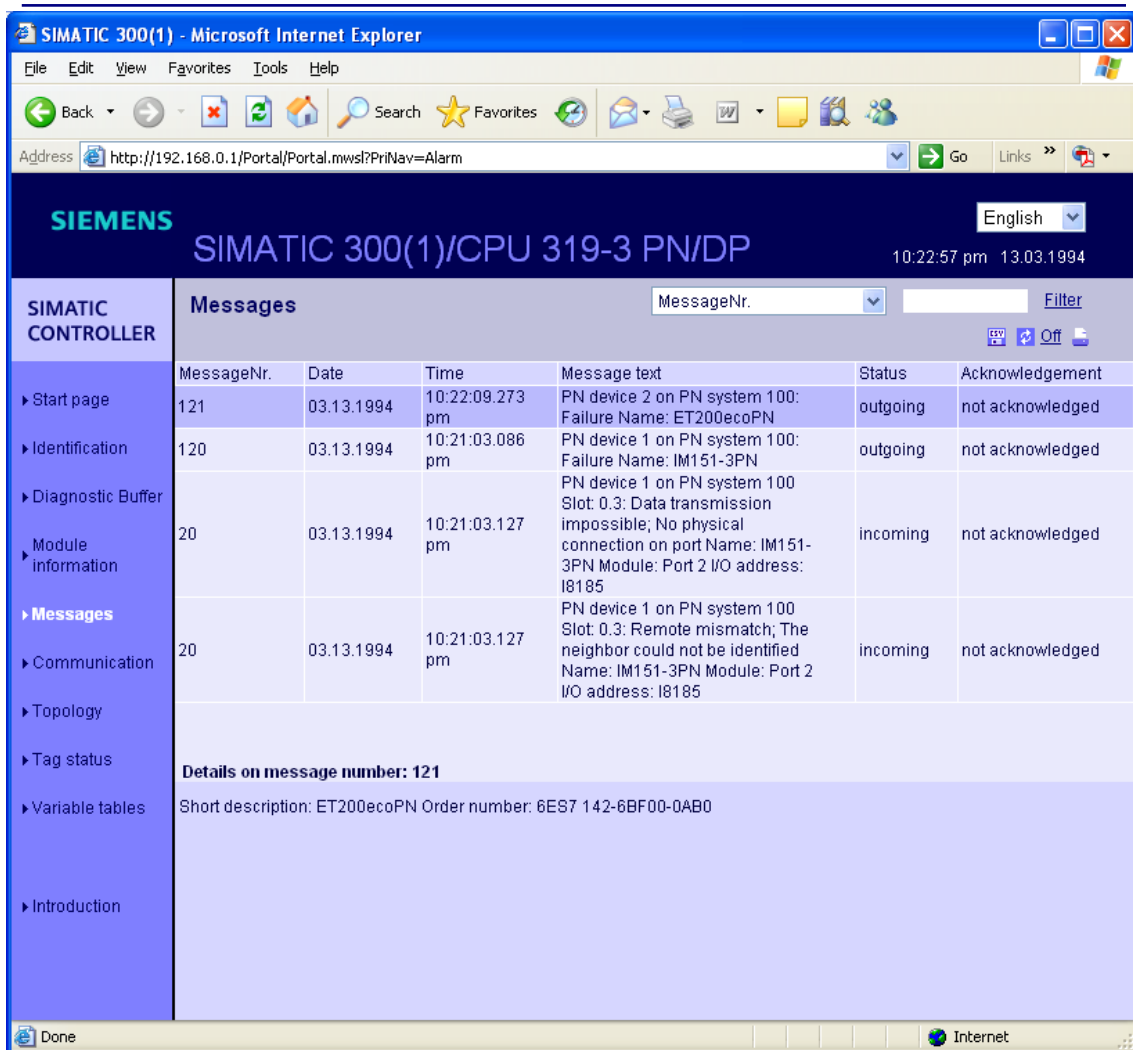 SIMATIC 300(1) - Microsoft Internet Explorer
File Edit View Favorites Tools Help
Back Search Favorites
Address http://192.168.0.1/Portal/Portal.mwsl?PriNav=Alarm Go Links »
SIEMENS
English
SIMATIC 300(1)/CPU 319-3 PN/DP
10:22:57 pm 13.03.1994
SIMATIC
CONTROLLER
Messages
MessageNr.
Filter
CSV
Off
Start page
Identification
Diagnostic Buffer
Module
information
Messages
Communication
Topology
Tag status
Variable tables
Introduction
MessageNr. Date Time Message text Status Acknowledgement
121 03.13.1994 10:22:09.273
pm
PN device 2 on PN system 100:
Failure Name: ET200ecoPN
outgoing not acknowledged
120 03.13.1994 10:21:03.086
pm
PN device 1 on PN system 100:
Failure Name: IM151-3PN
outgoing not acknowledged
20 03.13.1994 10:21:03.127
pm
PN device 1 on PN system 100
Slot: 0.3: Data transmission
impossible; No physical
connection on port Name: IM151-
3PN Module: Port 2 I/O address:
I8185
incoming not acknowledged
20 03.13.1994 10:21:03.127
pm
PN device 1 on PN system 100
Slot: 0.3: Remote mismatch; The
neighbor could not be identified
Name: IM151-3PN Module: Port 2
I/O address: I8185
incoming not acknowledged
Details on message number: 121
Short description: ET200ecoPN Order number: 6ES7 142-6BF00-0AB0
Done
Internet